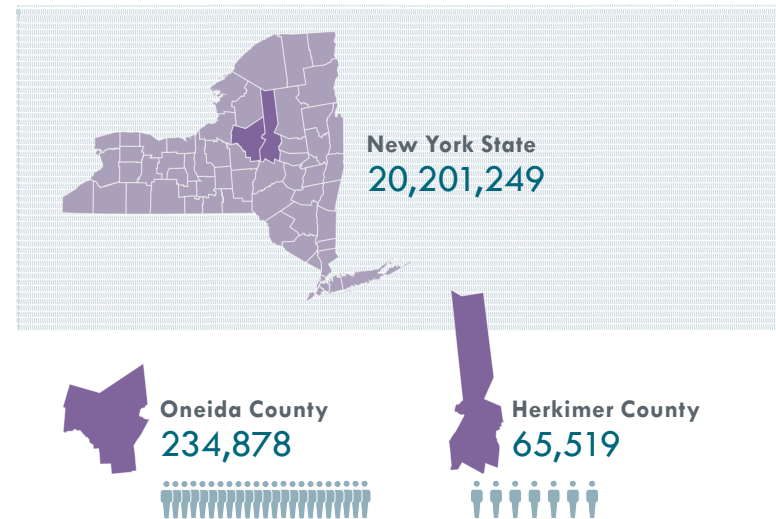 New York State
20,201,249
Oneida County
234,878
Herkimer County
65,519